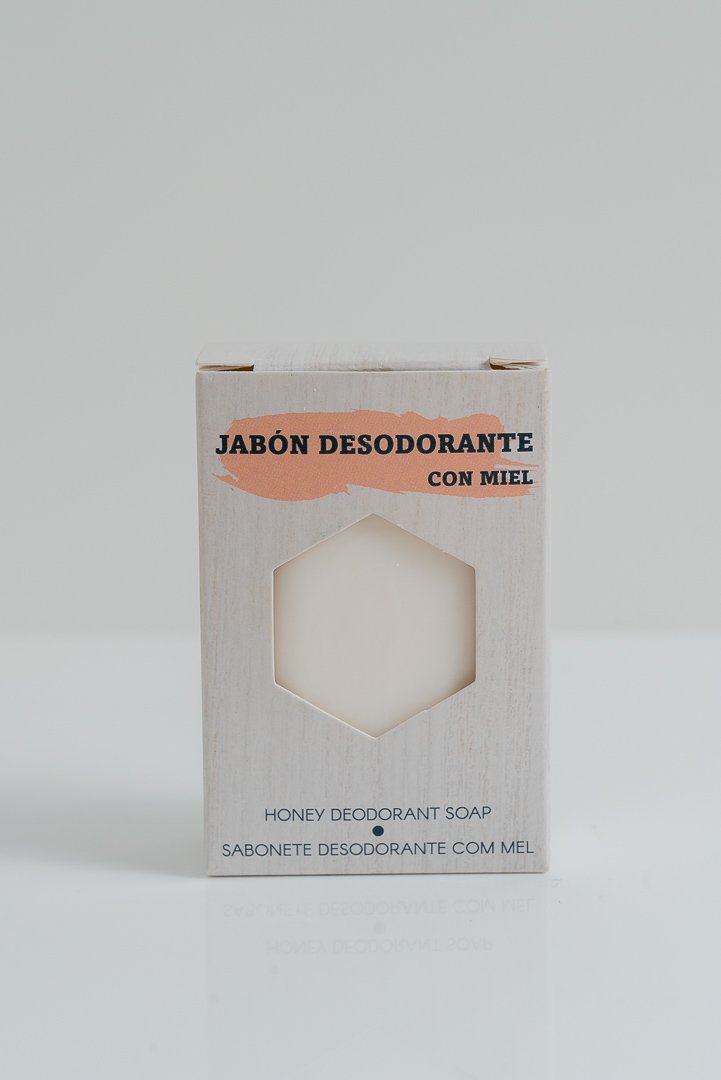 JABÓN DESODORANTE
CON MIEL
HONEY DEODORANT SOAP
SABONETE DESODORANTE COM MEL